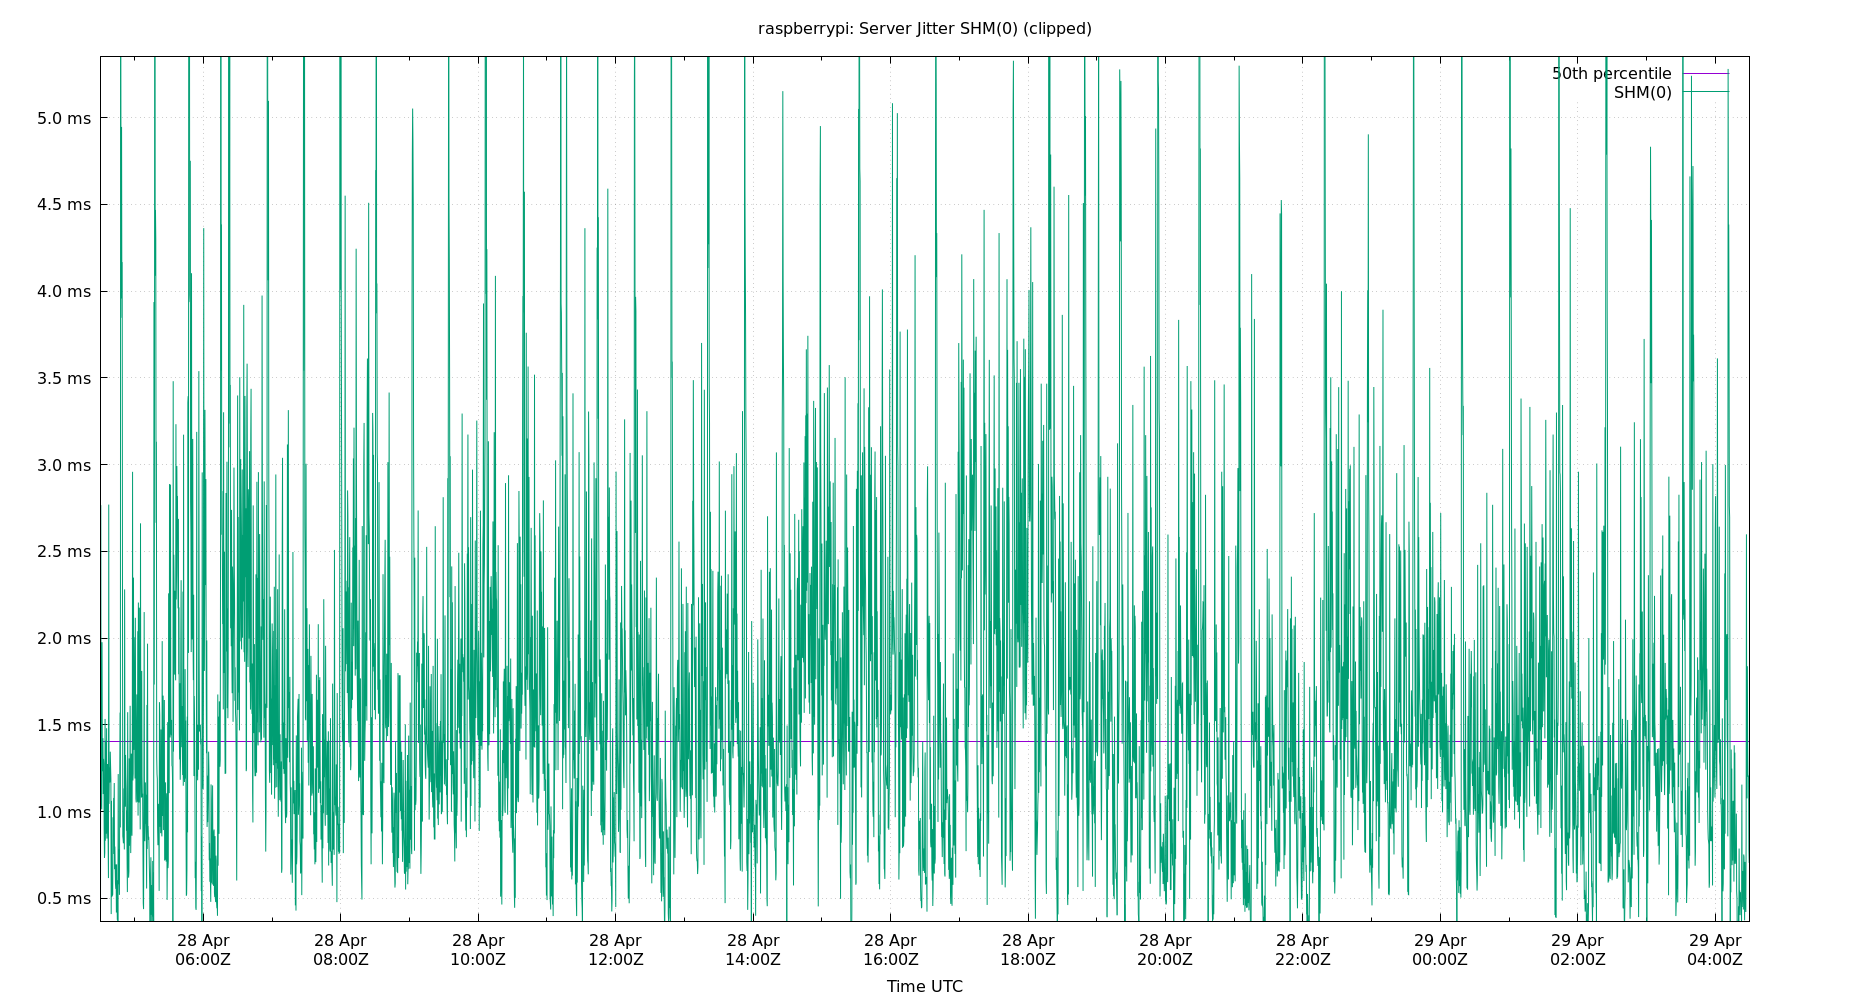 raspberrypi: Server Jitter SHM(0) (clipped)
50th percentile
SHM(0)
5.0 ms
4.5 ms
4.0 ms
3.5 ms
3.0 ms
2.5 ms
2.0 ms
1.5 ms
1.0 ms
0.5 ms
28 Apr 28 Apr 28 Apr 28 Apr 28 Apr 28 Apr 28 Apr 28 Apr 28 Apr 29 Apr 29 Apr 29 Apr
06:00Z 08:00Z 10:00Z 12:00Z 14:00Z 16:00Z 18:00Z 20:00Z 22:00Z 00:00Z 02:00Z 04:00Z
Time UTC